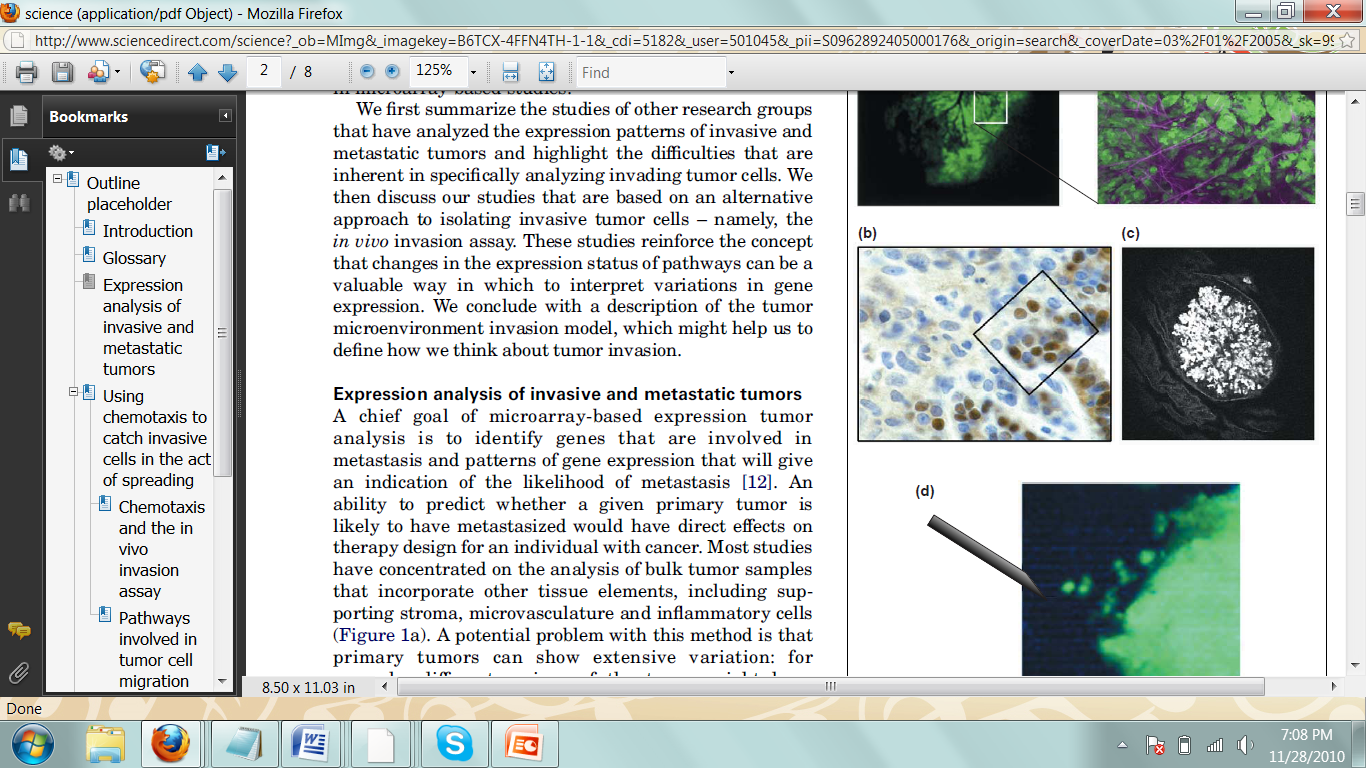 science (application/pdf Object) - Mozilla Firefox
http://www.sciencedirect.com/science?_ob=MImg&_imagekey=B6TCX-4FFN4TH-1-1&_cdi=5182&_user=501045&_pii=S0962892405000176&_origin=search&_coverDate=03%2F01%2F2005&_sk=99
2 / 8
125%
Find
Bookmarks
Outline
placeholder
Introduction
Glossary
Expression
analysis of
invasive and
metastatic
tumors
Using
chemotaxis to
catch invasive
cells in the act
of spreading
Chemotaxis
and the in
vivo
invasion
assay
Pathways
involved in
tumor cell
migration
in microarray-based studies.
We first summarize the studies of other research groups
that have analyzed the expression patterns of invasive and
metastatic tumors and highlight the difficulties that are
inherent in specifically analyzing invading tumor cells. We
then discuss our studies that are based on an alternative
approach to isolating invasive tumor cells – namely, the
in vivo invasion assay. These studies reinforce the concept
that changes in the expression status of pathways can be a
valuable way in which to interpret variations in gene
expression. We conclude with a description of the tumor
microenvironment invasion model, which might help us to
define how we think about tumor invasion.
Expression analysis of invasive and metastatic tumors
A chief goal of microarray-based expression tumor
analysis is to identify genes that are involved in
metastasis and patterns of gene expression that will give
an indication of the likelihood of metastasis [12]. An
ability to predict whether a given primary tumor is
likely to have metastasized would have direct effects on
therapy design for an individual with cancer. Most studies
have concentrated on the analysis of bulk tumor samples
that incorporate other tissue elements, including sup-
porting stroma, microvasculature and inflammatory cells
(Figure 1a). A potential problem with this method is that
primary tumors can show extensive variation: for
(b)
(c)
(d)
8.50 x 11.03 in
Done
7:08 PM
11/28/2010